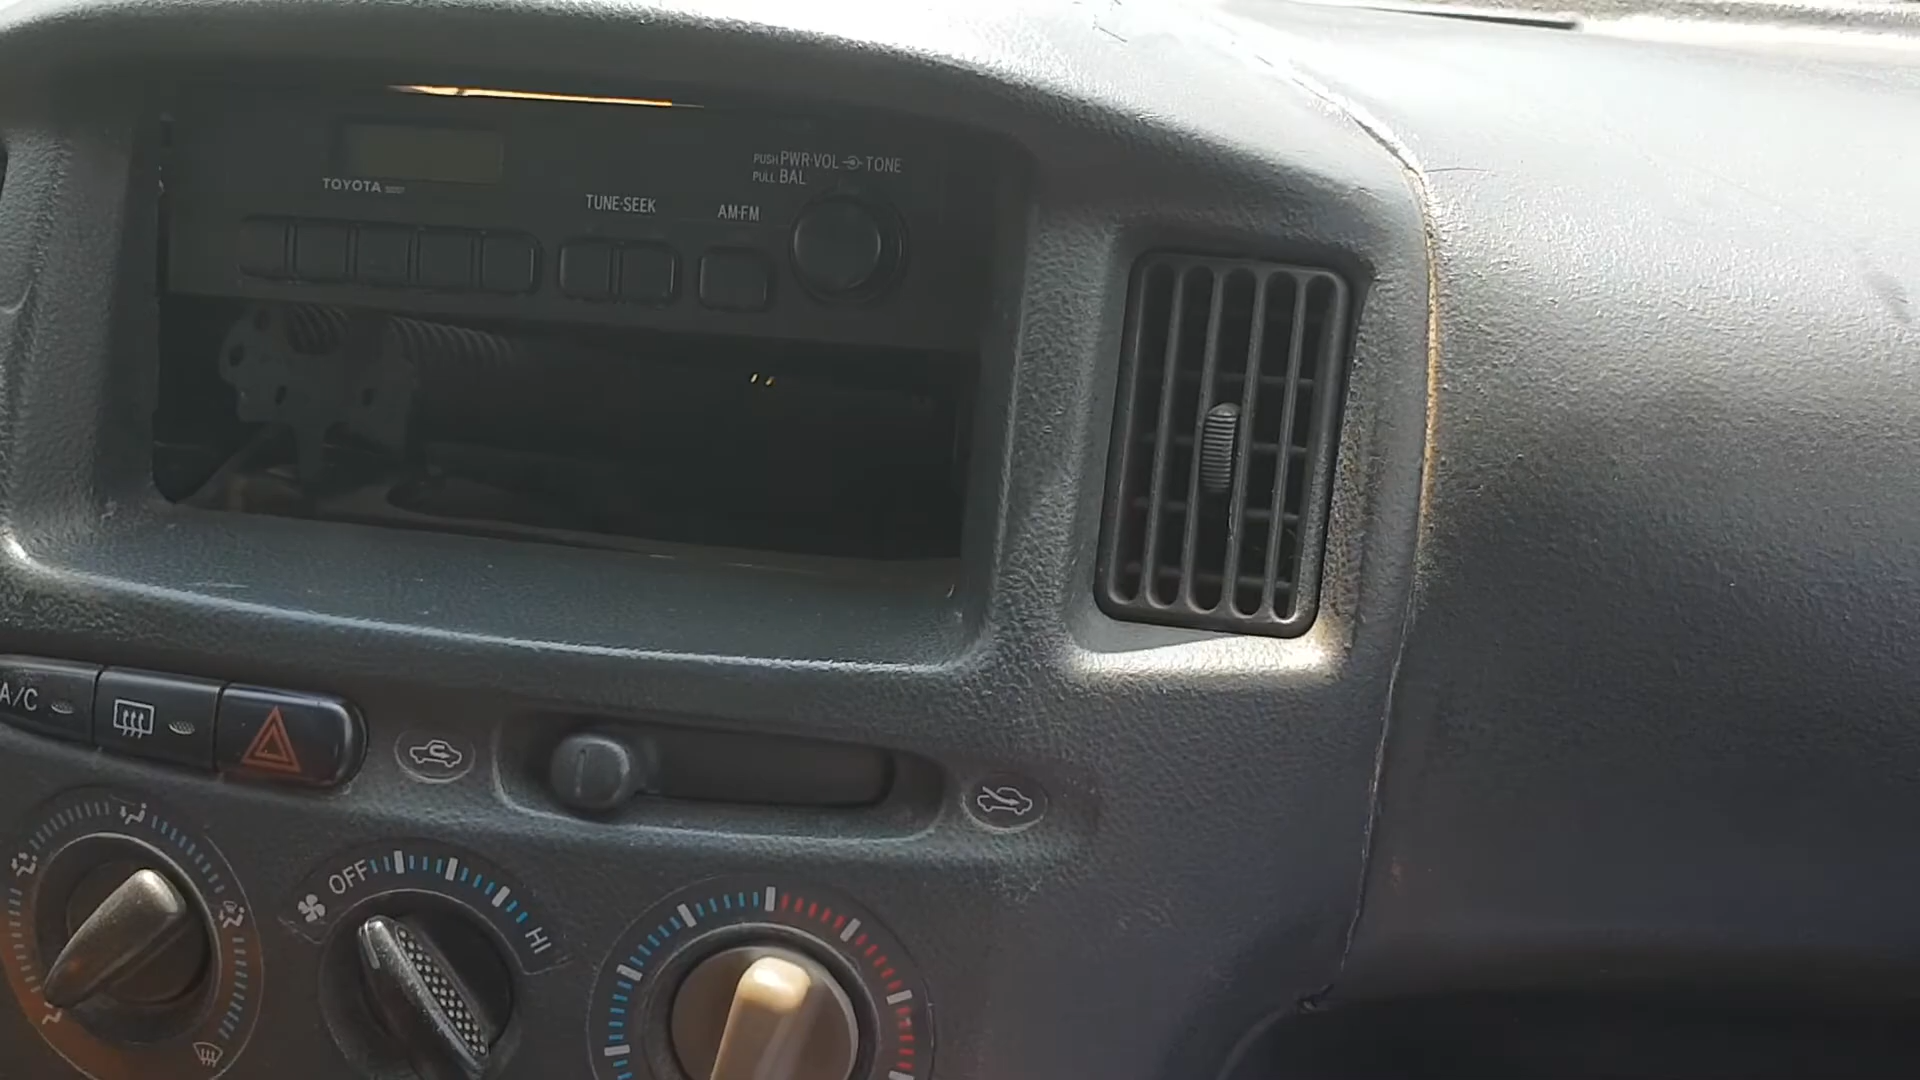 PUSH PWR·VOL TONE
PULL BAL
TOYOTA
TUNE·SEEK
AM·FM
A/C
OFF
HI